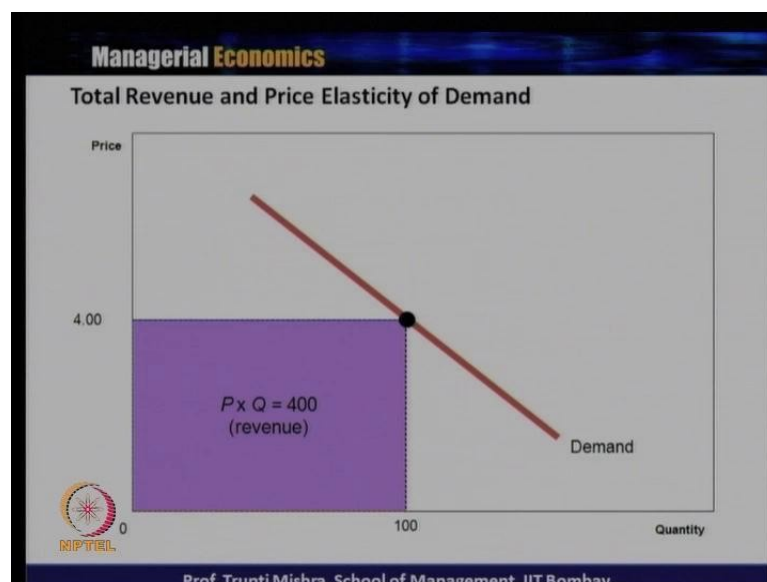 Managerial Economics
Total Revenue and Price Elasticity of Demand
Price
4.00
P x Q = 400
(revenue)
Demand
0
100
Quantity
NPTEL
Prof. Trupti Mishra, School of Management, IIT Bombay